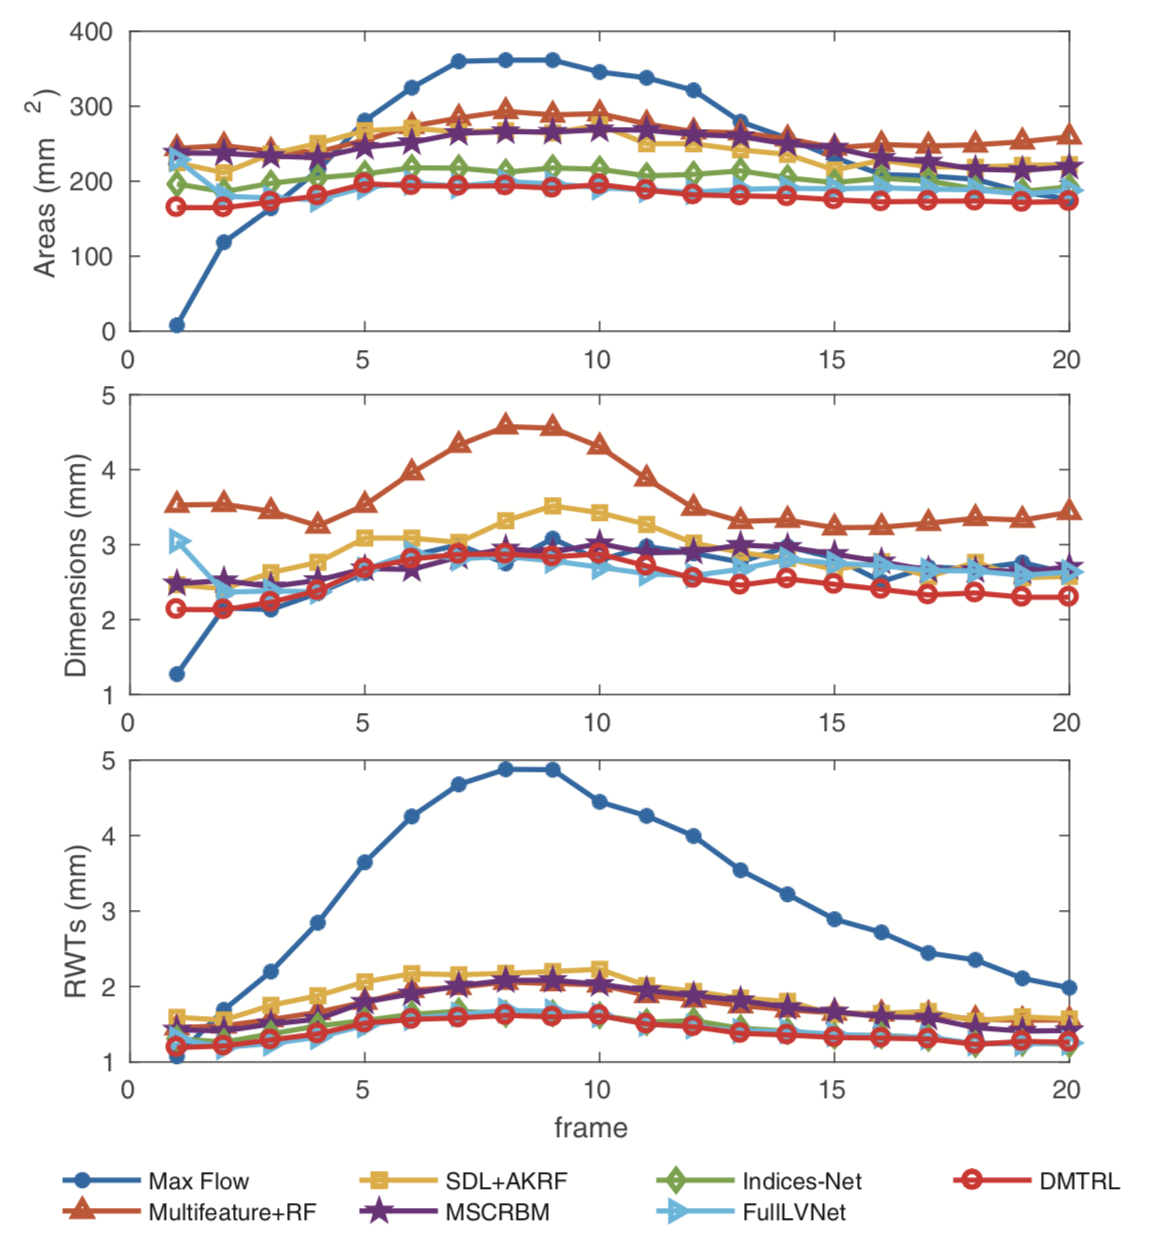 400
300
200
100
0
Areas (mm 2)
0 5 10 15 20
5
4
3
2
1
Dimensions (mm)
0 5 10 15 20
5
4
3
2
1
RWTs (mm)
0 5 10 15 20
frame
Max Flow SDL+AKRF Indices-Net DMTRL
Multifeature+RF MSCRBM FullLVNet